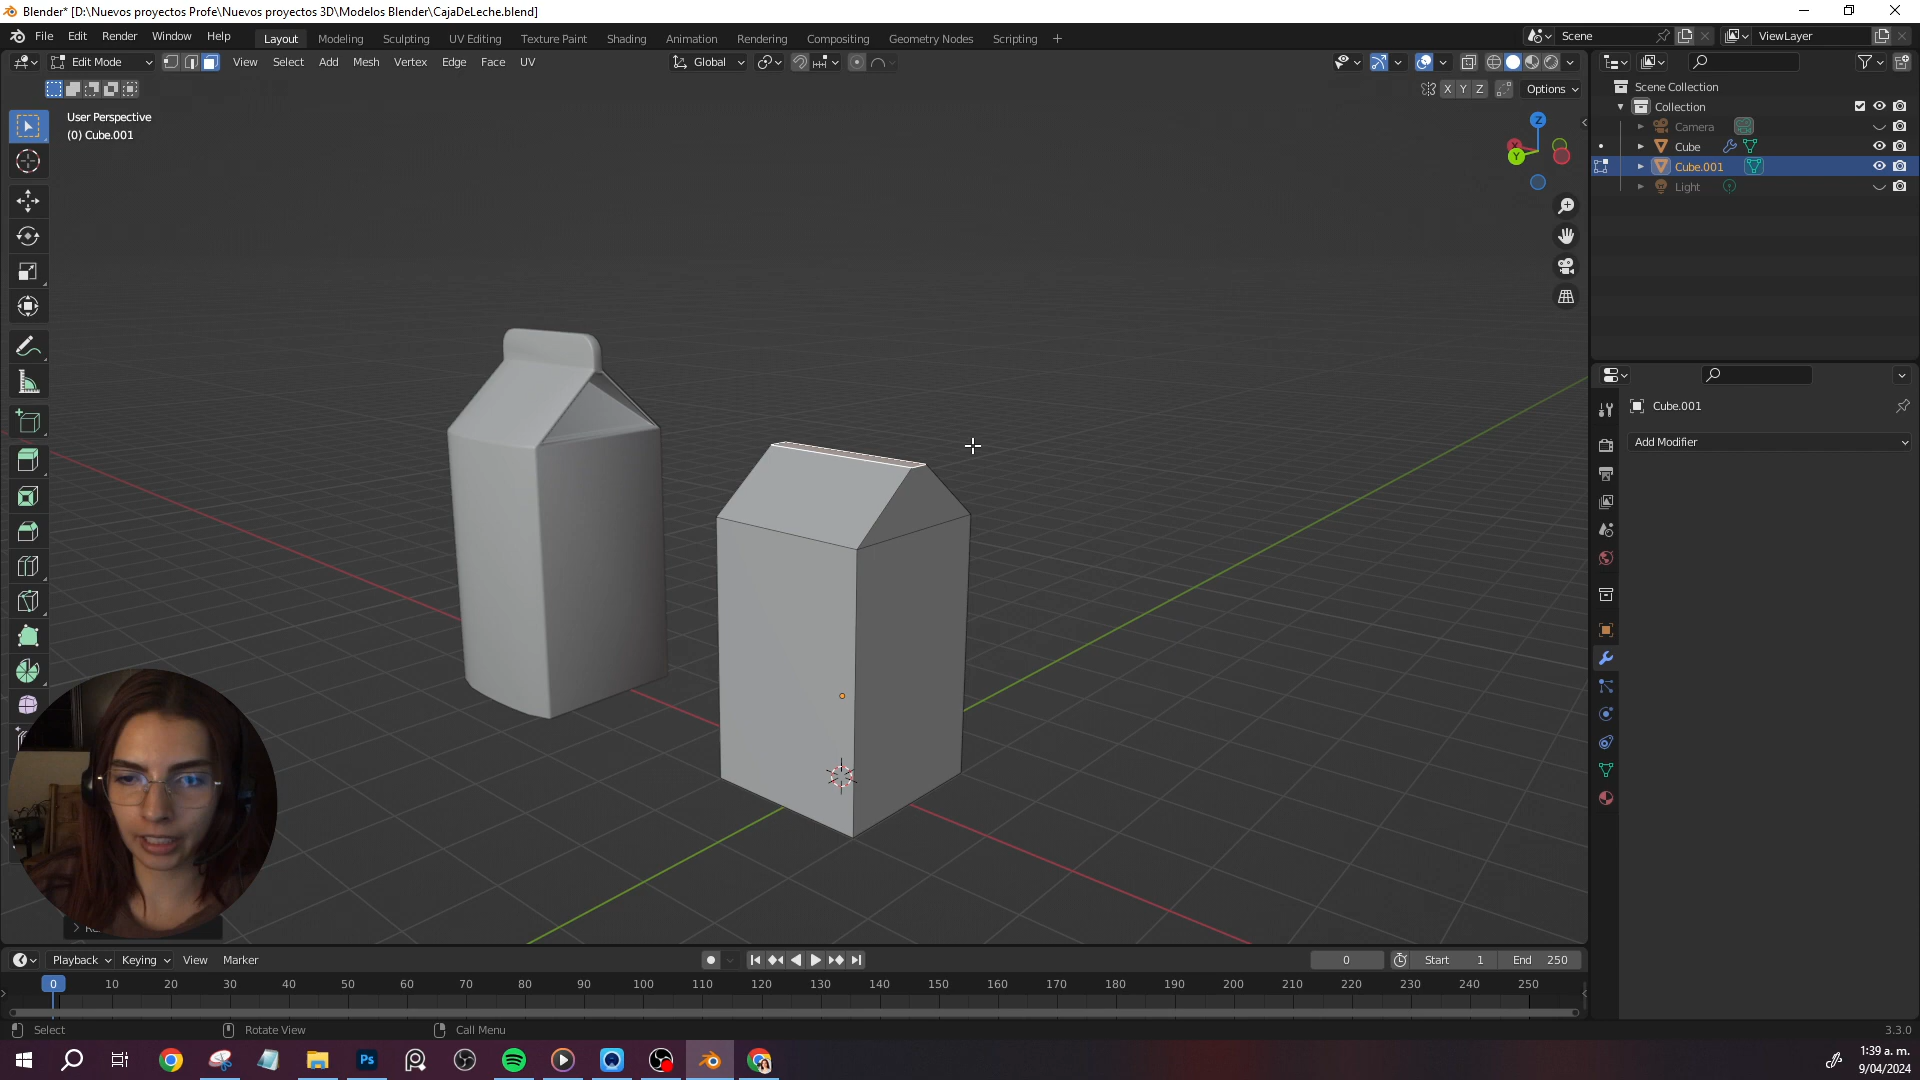 Blender* [D:\Nuevos proyectos Profe\Nuevos proyectos 3D\Modelos Blender\CajaDeLeche.blend]
File Edit Render Window Help Layout Modeling Sculpting UV Editing Texture Paint Shading Animation Rendering Compositing Geometry Nodes Scripting + Scene ViewLayer
Edit Mode View Select Add Mesh Vertex Edge Face UV Global
X Y Z Options
User Perspective
(0) Cube.001
Z
Y
Scene Collection
Collection
Camera
Cube
Cube.001
Light
Cube.001
Add Modifier
Playback Keying View Marker 0 Start 1 End 250
0 10 20 30 40 50 60 70 80 90 100 110 120 130 140 150 160 170 180 190 200 210 220 230 240 250
Select Rotate View Call Menu 3.3.0
Ps
1:39 a. m.
9/04/2024